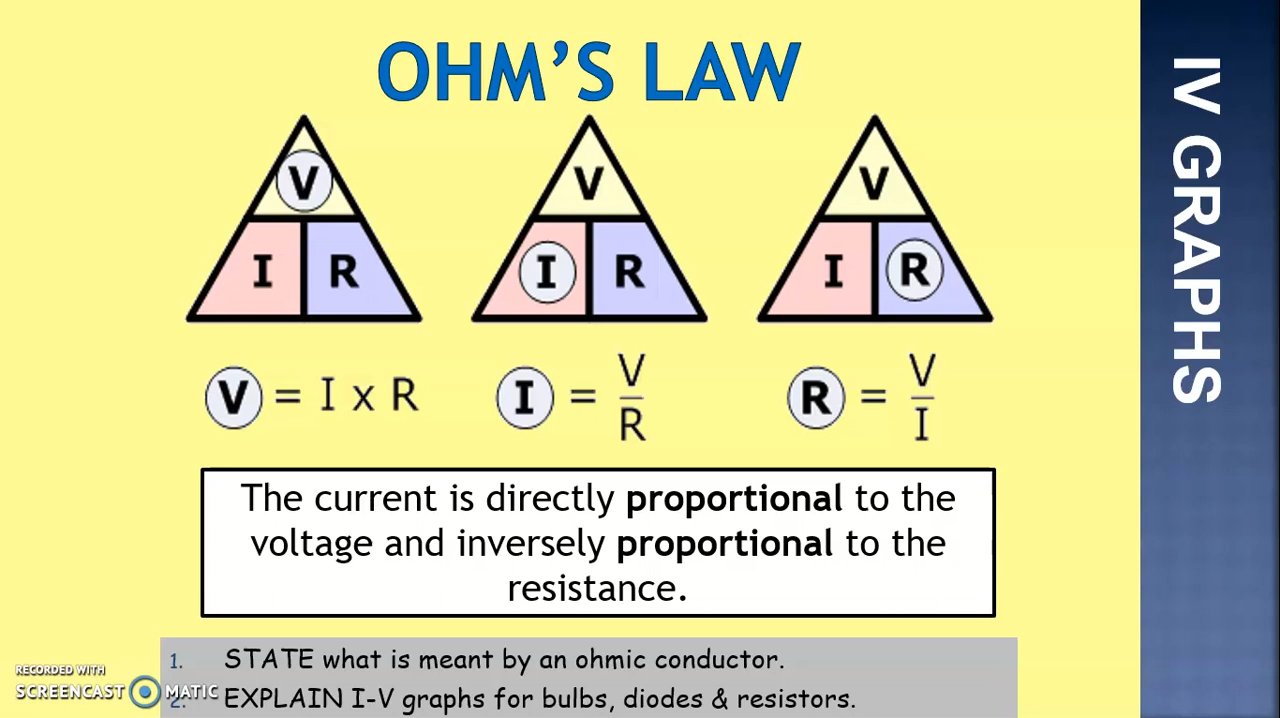 OHM'S LAW
IV GRAPHS
V
I R
V
I R
V
I R
V = I x R
I = V/R
R = V/I
The current is directly proportional to the
voltage and inversely proportional to the
resistance.
1. STATE what is meant by an ohmic conductor.
2. EXPLAIN I-V graphs for bulbs, diodes & resistors.
RECORDED WITH
SCREENCAST MATIC